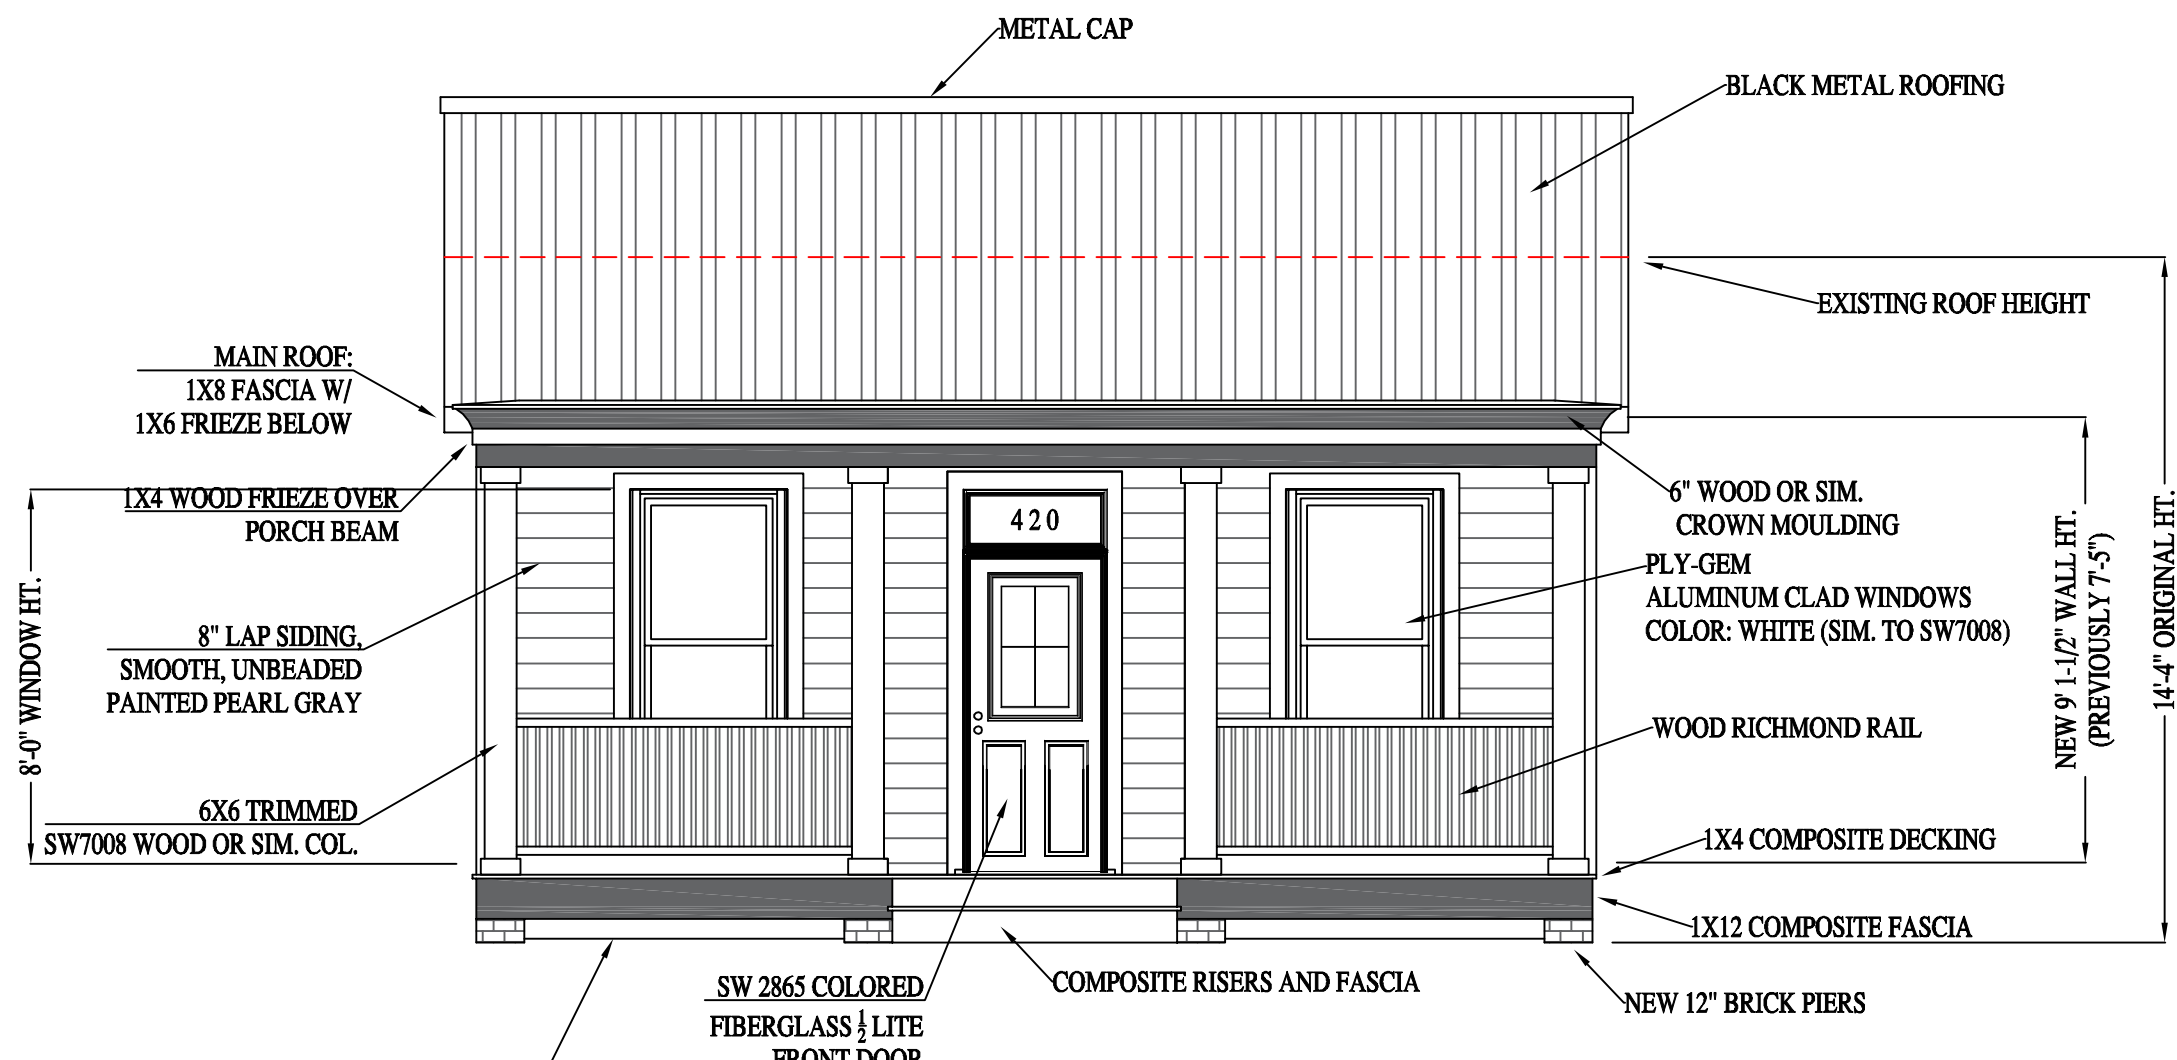 METAL CAP
BLACK METAL ROOFING
EXISTING ROOF HEIGHT
MAIN ROOF:
1X8 FASCIA W/
1X6 FRIEZE BELOW
1X4 WOOD FRIEZE OVER
PORCH BEAM
8'-0" WINDOW HT.
8" LAP SIDING,
SMOOTH, UNBEADED
PAINTED PEARL GRAY
6X6 TRIMMED
SW7008 WOOD OR SIM. COL.
420
6" WOOD OR SIM.
CROWN MOULDING
PLY-GEM
ALUMINUM CLAD WINDOWS
COLOR: WHITE (SIM. TO SW7008)
WOOD RICHMOND RAIL
NEW 9' 1-1/2" WALL HT.
(PREVIOUSLY 7'-5")
14'-4" ORIGINAL HT.
1X4 COMPOSITE DECKING
1X12 COMPOSITE FASCIA
NEW 12" BRICK PIERS
COMPOSITE RISERS AND FASCIA
SW 2865 COLORED
FIBERGLASS ½ LITE
FRONT DOOR